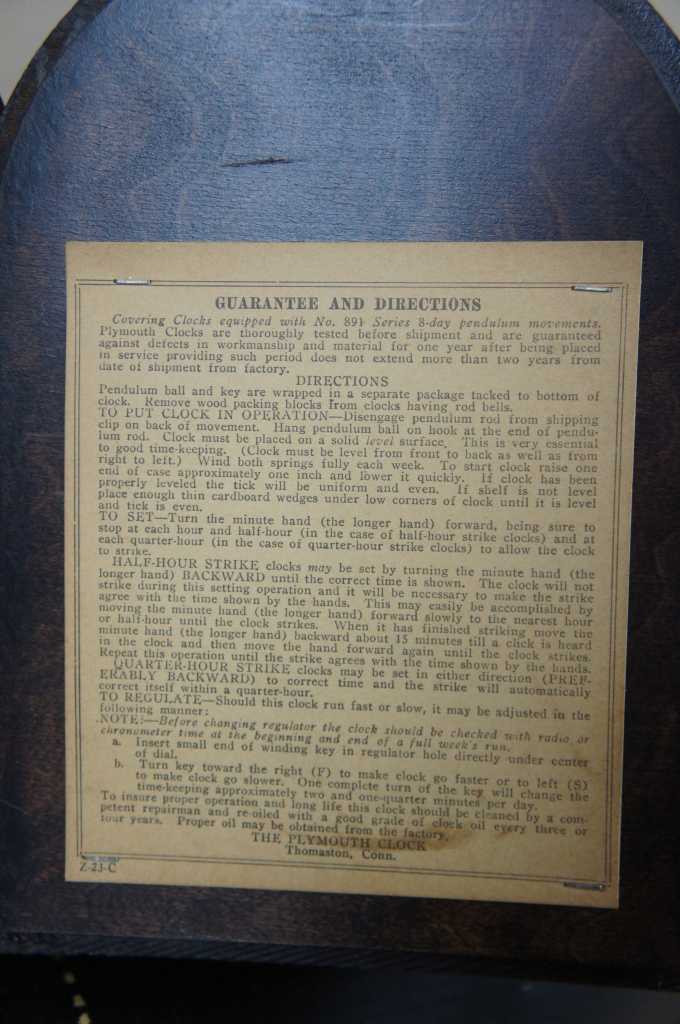 GUARANTEE AND DIRECTIONS
Covering Clocks equipped with No. 891 Series 8-day pendulum movements.
Plymouth Clocks are thoroughly tested before shipment and are guaranteed
against defects in workmanship and material for one year after being placed
in service providing such period does not extend more than two years from
date of shipment from factory.
DIRECTIONS
Pendulum ball and key are wrapped in a separate package tacked to bottom of
clock. Remove wood packing blocks from clocks having rod bells.
TO PUT CLOCK IN OPERATION—Disengage pendulum rod from shipping
clip on back of movement. Hang pendulum ball on hook at the end of pendu-
lum rod. Clock must be placed on a solid level surface. This is very essential
to good time-keeping. (Clock must be level from front to back as well as from
right to left.) Wind both springs fully each week. To start clock raise one
end of case approximately one inch and lower it quickly. If clock has been
properly leveled the tick will be uniform and even. If shelf is not level
place enough thin cardboard wedges under low corners of clock until it is level
and tick is even.
TO SET—Turn the minute hand (the longer hand) forward, being sure to
stop at each hour and half-hour (in the case of half-hour strike clocks) and at
each quarter-hour (in the case of quarter-hour strike clocks) to allow the clock
to strike.
HALF-HOUR STRIKE clocks may be set by turning the minute hand (the
longer hand) BACKWARD until the correct time is shown. The clock will not
strike during this setting operation and it will be necessary to make the strike
agree with the time shown by the hands. This may easily be accomplished by
moving the minute hand (the longer hand) forward slowly to the nearest hour
or half-hour until the clock strikes. When it has finished striking move the
minute hand (the longer hand) backward about 15 minutes till a click is heard
in the clock and then move the hand forward again until the clock strikes.
Repeat this operation until the strike agrees with the time shown by the hands.
QUARTER-HOUR STRIKE clocks may be set in either direction (PREF-
ERABLY BACKWARD) to correct time and the strike will automatically
correct itself within a quarter-hour.
TO REGULATE—Should this clock run fast or slow, it may be adjusted in the
following manner:
NOTE:—Before changing regulator the clock should be checked with radio or
chronometer time at the beginning and end of a full week's run.
a. Insert small end of winding key in regulator hole directly under center
of dial.
b. Turn key toward the right (F) to make clock go faster or to left (S)
to make clock go slower. One complete turn of the key will change the
time-keeping approximately two and one-quarter minutes per day.
To insure proper operation and long life this clock should be cleaned by a com-
petent repairman and re-oiled with a good grade of clock oil every three or
four years. Proper oil may be obtained from the factory.
THE PLYMOUTH CLOCK
Thomaston, Conn.
Z-23-C